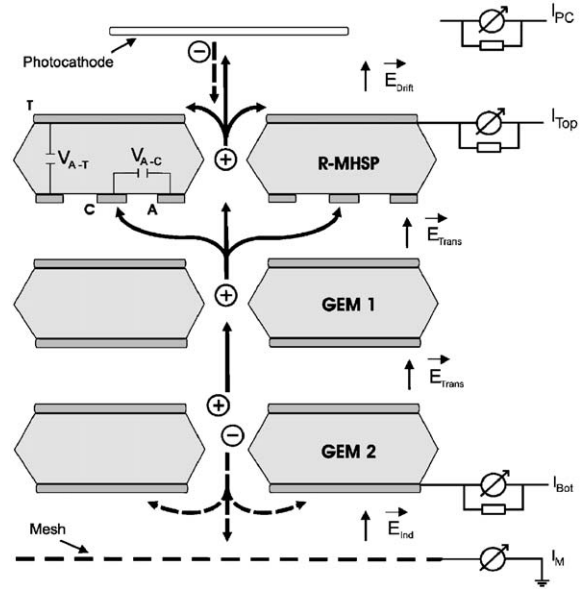 I_PC
Photocathode
E_Drift
T
I_Top
V_A-T
V_A-C
R-MHSP
C
A
E_Trans
GEM 1
E_Trans
GEM 2
I_Bot
Mesh
E_Ind
I_M